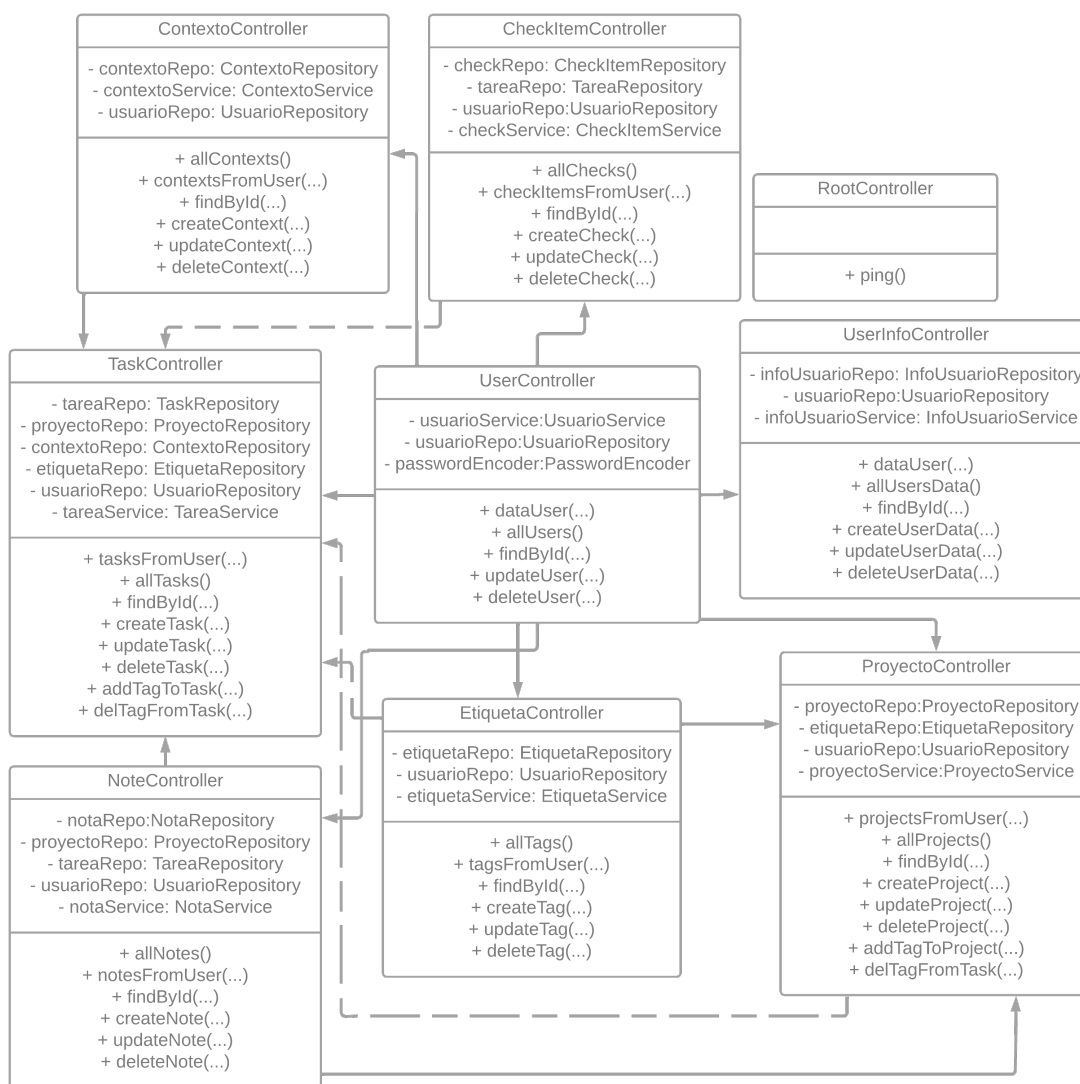 ContextoController
- contextoRepo: ContextoRepository
- contextoService: ContextoService
- usuarioRepo: UsuarioRepository
+ allContexts()
+ contextsFromUser(...)
+ findById(...)
+ createContext(...)
+ updateContext(...)
+ deleteContext(...)
CheckItemController
- checkRepo: CheckItemRepository
- tareaRepo: TareaRepository
- usuarioRepo:UsuarioRepository
- checkService: CheckItemService
+ allChecks()
+ checkItemsFromUser(...)
+ findById(...)
+ createCheck(...)
+ updateCheck(...)
+ deleteCheck(...)
RootController
+ ping()
TaskController
- tareaRepo: TaskRepository
- proyectoRepo: ProyectoRepository
- contextoRepo: ContextoRepository
- etiquetaRepo: EtiquetaRepository
- usuarioRepo: UsuarioRepository
- tareaService: TareaService
+ tasksFromUser(...)
+ allTasks()
+ findById(...)
+ createTask(...)
+ updateTask(...)
+ deleteTask(...)
+ addTagToTask(...)
+ delTagFromTask(...)
UserController
- usuarioService:UsuarioService
- usuarioRepo:UsuarioRepository
- passwordEncoder:PasswordEncoder
+ dataUser(...)
+ allUsers()
+ findById(...)
+ updateUser(...)
+ deleteUser(...)
UserInfoController
- infoUsuarioRepo: InfoUsuarioRepository
- usuarioRepo:UsuarioRepository
- infoUsuarioService: InfoUsuarioService
+ dataUser(...)
+ allUsersData()
+ findById(...)
+ createUserData(...)
+ updateUserData(...)
+ deleteUserData(...)
NoteController
- notaRepo:NotaRepository
- proyectoRepo: ProyectoRepository
- tareaRepo: TareaRepository
- usuarioRepo: UsuarioRepository
- notaService: NotaService
+ allNotes()
+ notesFromUser(...)
+ findById(...)
+ createNote(...)
+ updateNote(...)
+ deleteNote(...)
EtiquetaController
- etiquetaRepo: EtiquetaRepository
- usuarioRepo: UsuarioRepository
- etiquetaService: EtiquetaService
+ allTags()
+ tagsFromUser(...)
+ findById(...)
+ createTag(...)
+ updateTag(...)
+ deleteTag(...)
ProyectoController
- proyectoRepo:ProyectoRepository
- etiquetaRepo:EtiquetaRepository
- usuarioRepo:UsuarioRepository
- proyectoService:ProyectoService
+ projectsFromUser(...)
+ allProjects()
+ findById(...)
+ createProject(...)
+ updateProject(...)
+ deleteProject(...)
+ addTagToProject(...)
+ delTagFromTask(...)